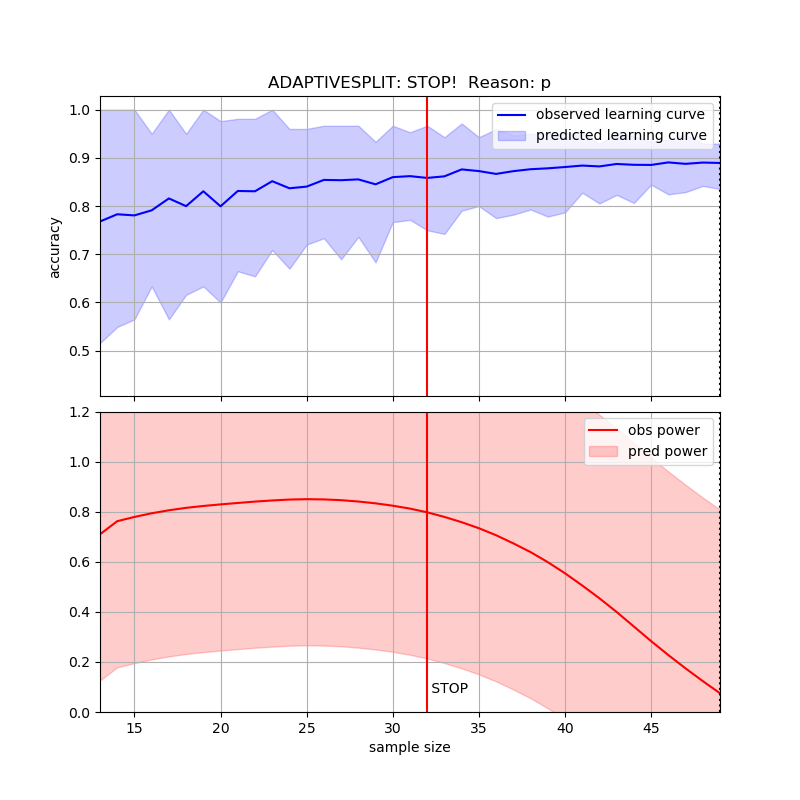 ADAPTIVESPLIT: STOP!  Reason: p
observed learning curve
predicted learning curve
1.0
0.9
0.8
0.7
0.6
0.5
accuracy
obs power
pred power
1.2
1.0
0.8
0.6
0.4
0.2
0.0
STOP
15 20 25 30 35 40 45
sample size